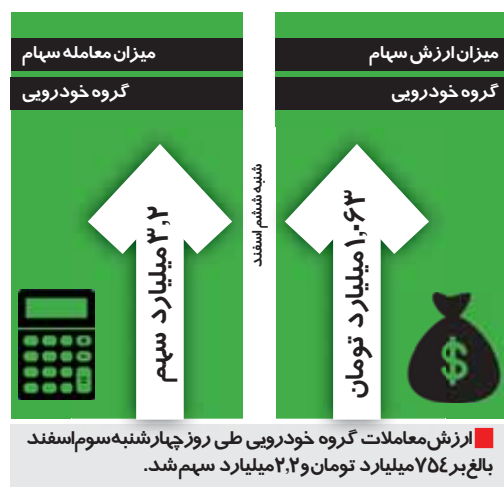 میزان ارزش سهام
گروه خودرویی
۱,۰۶۳ میلیارد تومان
شنبه ششم اسفند
میزان معامله سهام
گروه خودرویی
۳,۲ میلیارد سهم
ارزش معاملات گروه خودرویی طی روز چهارشنبه سوم اسفند
بالغ بر ۷۵۴ میلیارد تومان و ۲,۲ میلیارد سهم شد.